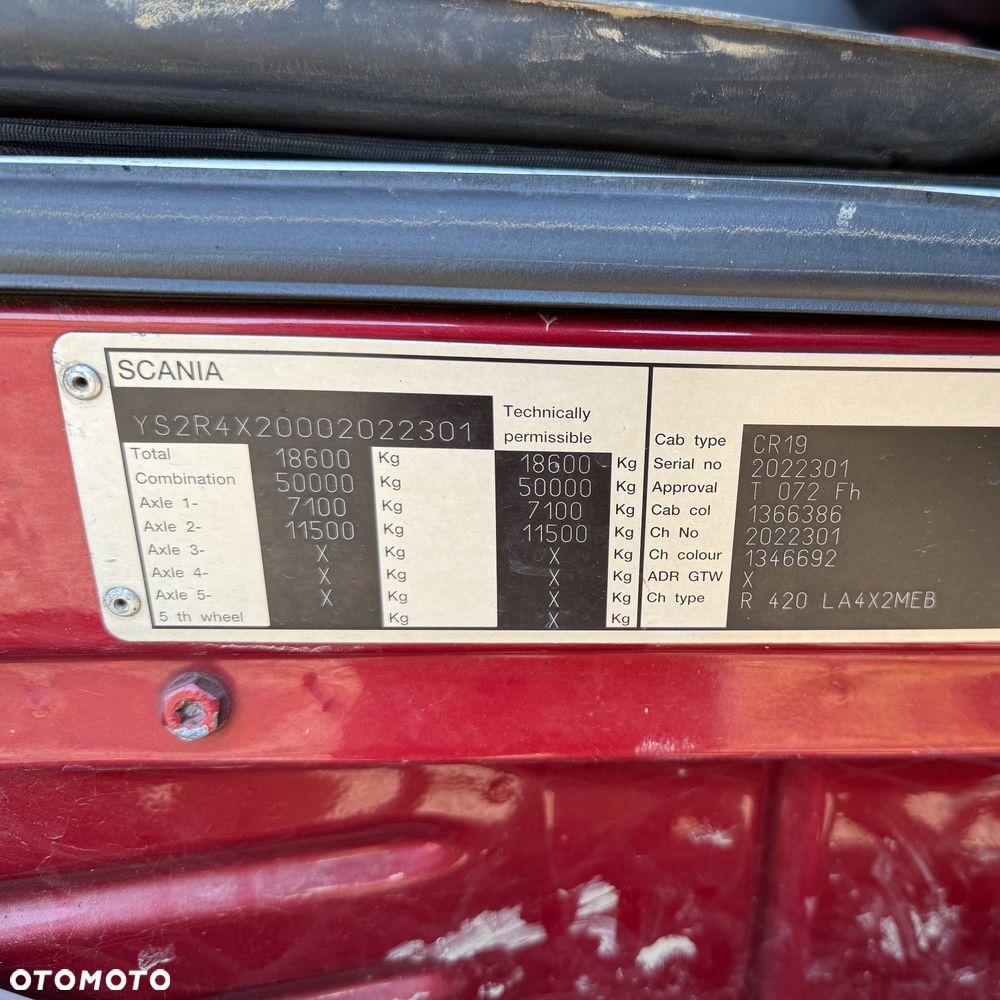 SCANIA
YS2R4X20002022301
Technically
permissible
Total 18600 Kg 18600 Kg
Combination 50000 Kg 50000 Kg
Axle 1- 7100 Kg 7100 Kg
Axle 2- 11500 Kg 11500 Kg
Axle 3- X Kg X Kg
Axle 4- X Kg X Kg
Axle 5- X Kg X Kg
5 th wheel Kg X Kg
Cab type CR19
Serial no 2022301
Approval T 072 Fh
Cab col 1366386
Ch No 2022301
Ch colour 1346692
ADR GTW X
Ch type R 420 LA4X2MEB
OTOMOTO